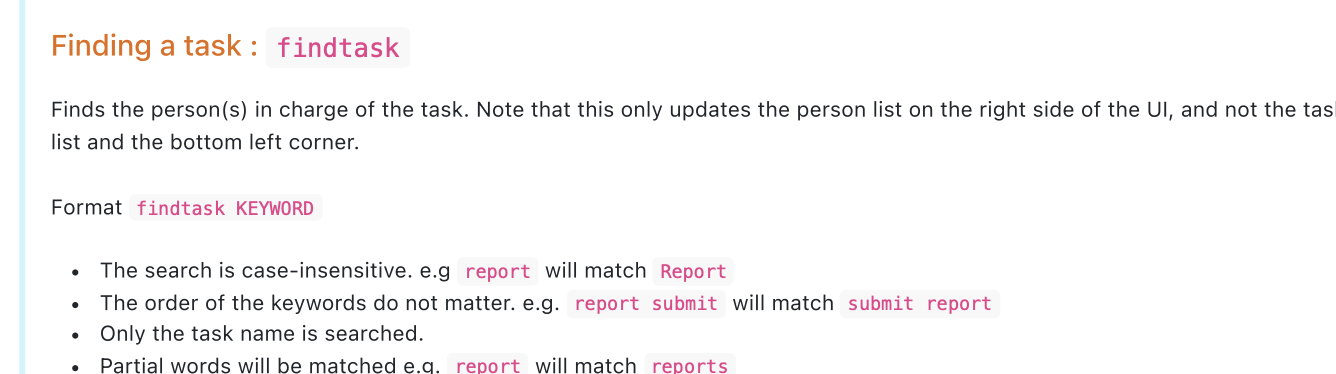 Finding a task : findtask
Finds the person(s) in charge of the task. Note that this only updates the person list on the right side of the UI, and not the
list and the bottom left corner.
Format findtask KEYWORD
• The search is case-insensitive. e.g report will match Report
• The order of the keywords do not matter. e.g. report submit will match submit report
• Only the task name is searched.
• Partial words will be matched e.g. report will match reports